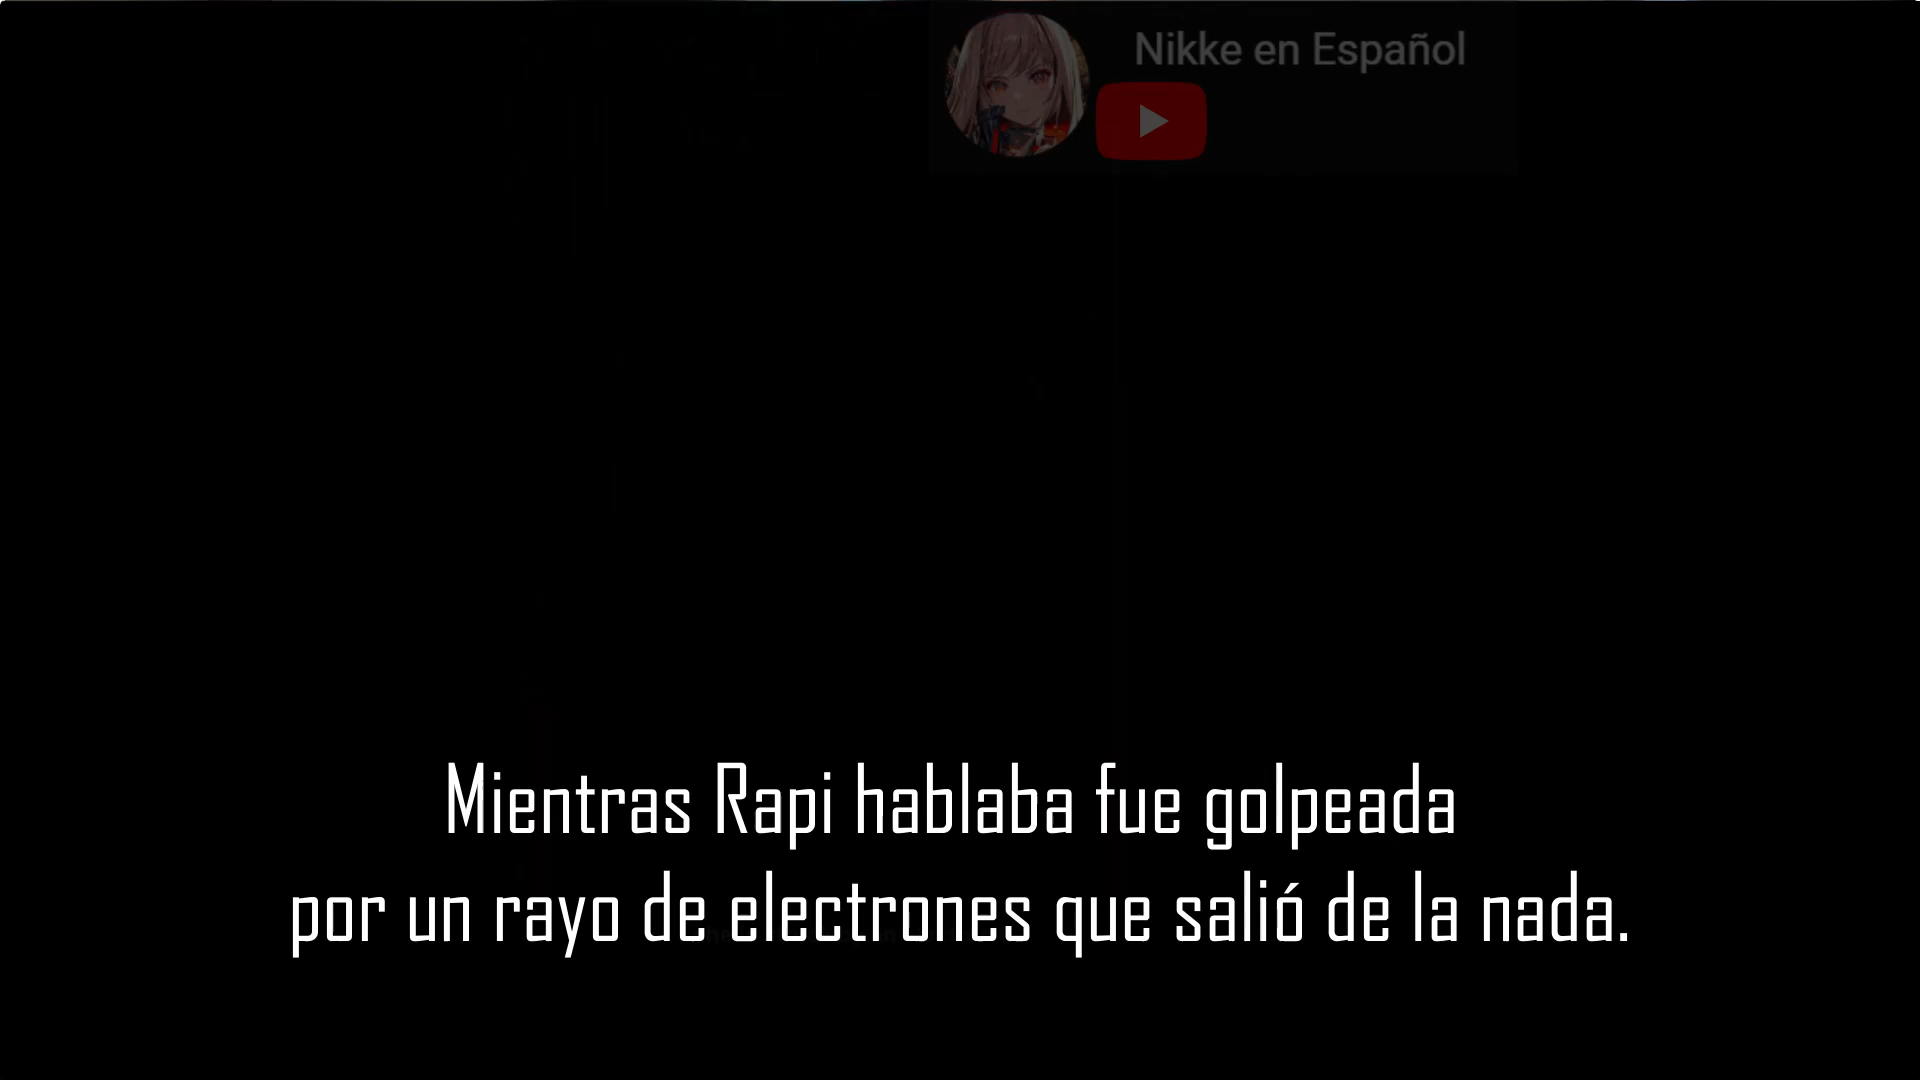 Nikke en Español
Mientras Rapi hablaba fue golpeada
por un rayo de electrones que salió de la nada.